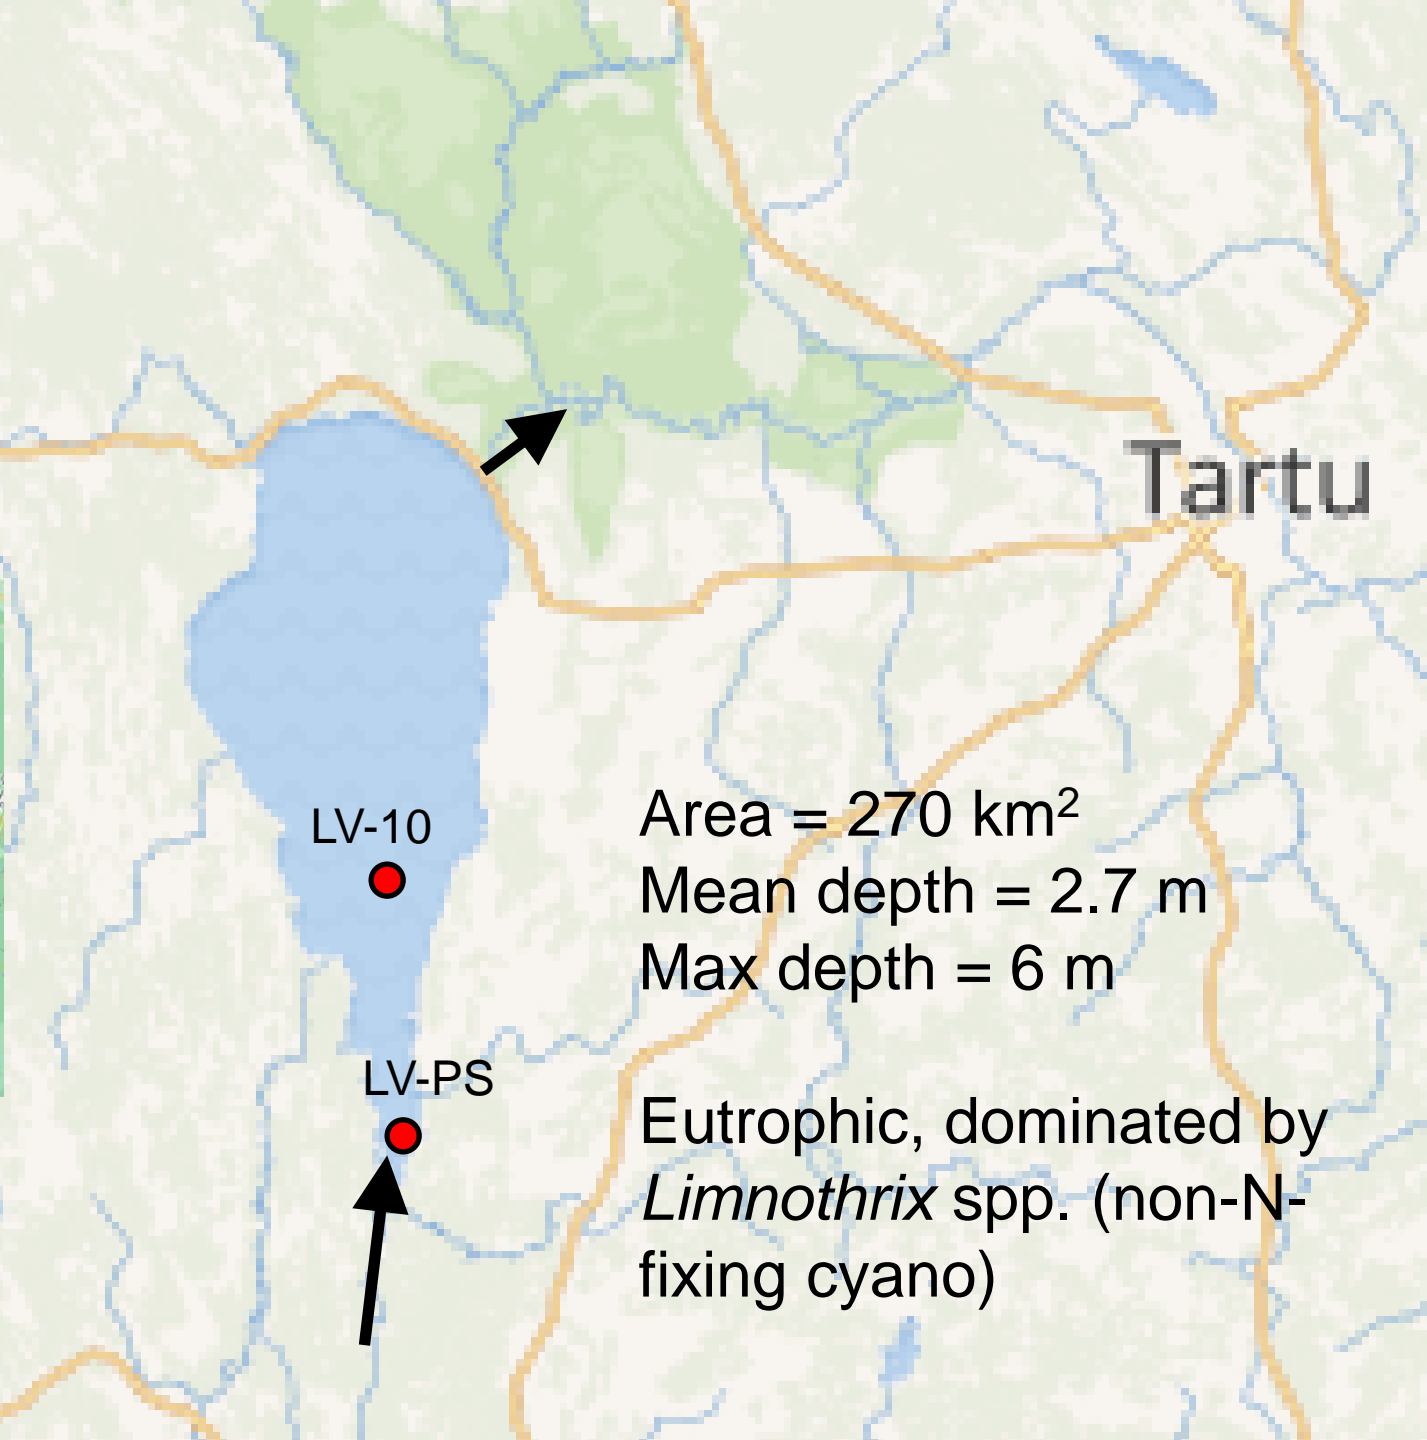 Tartu
LV-10
Area = 270 km²
Mean depth = 2.7 m
Max depth = 6 m
LV-PS
Eutrophic, dominated by
Limnothrix spp. (non-N-
fixing cyano)